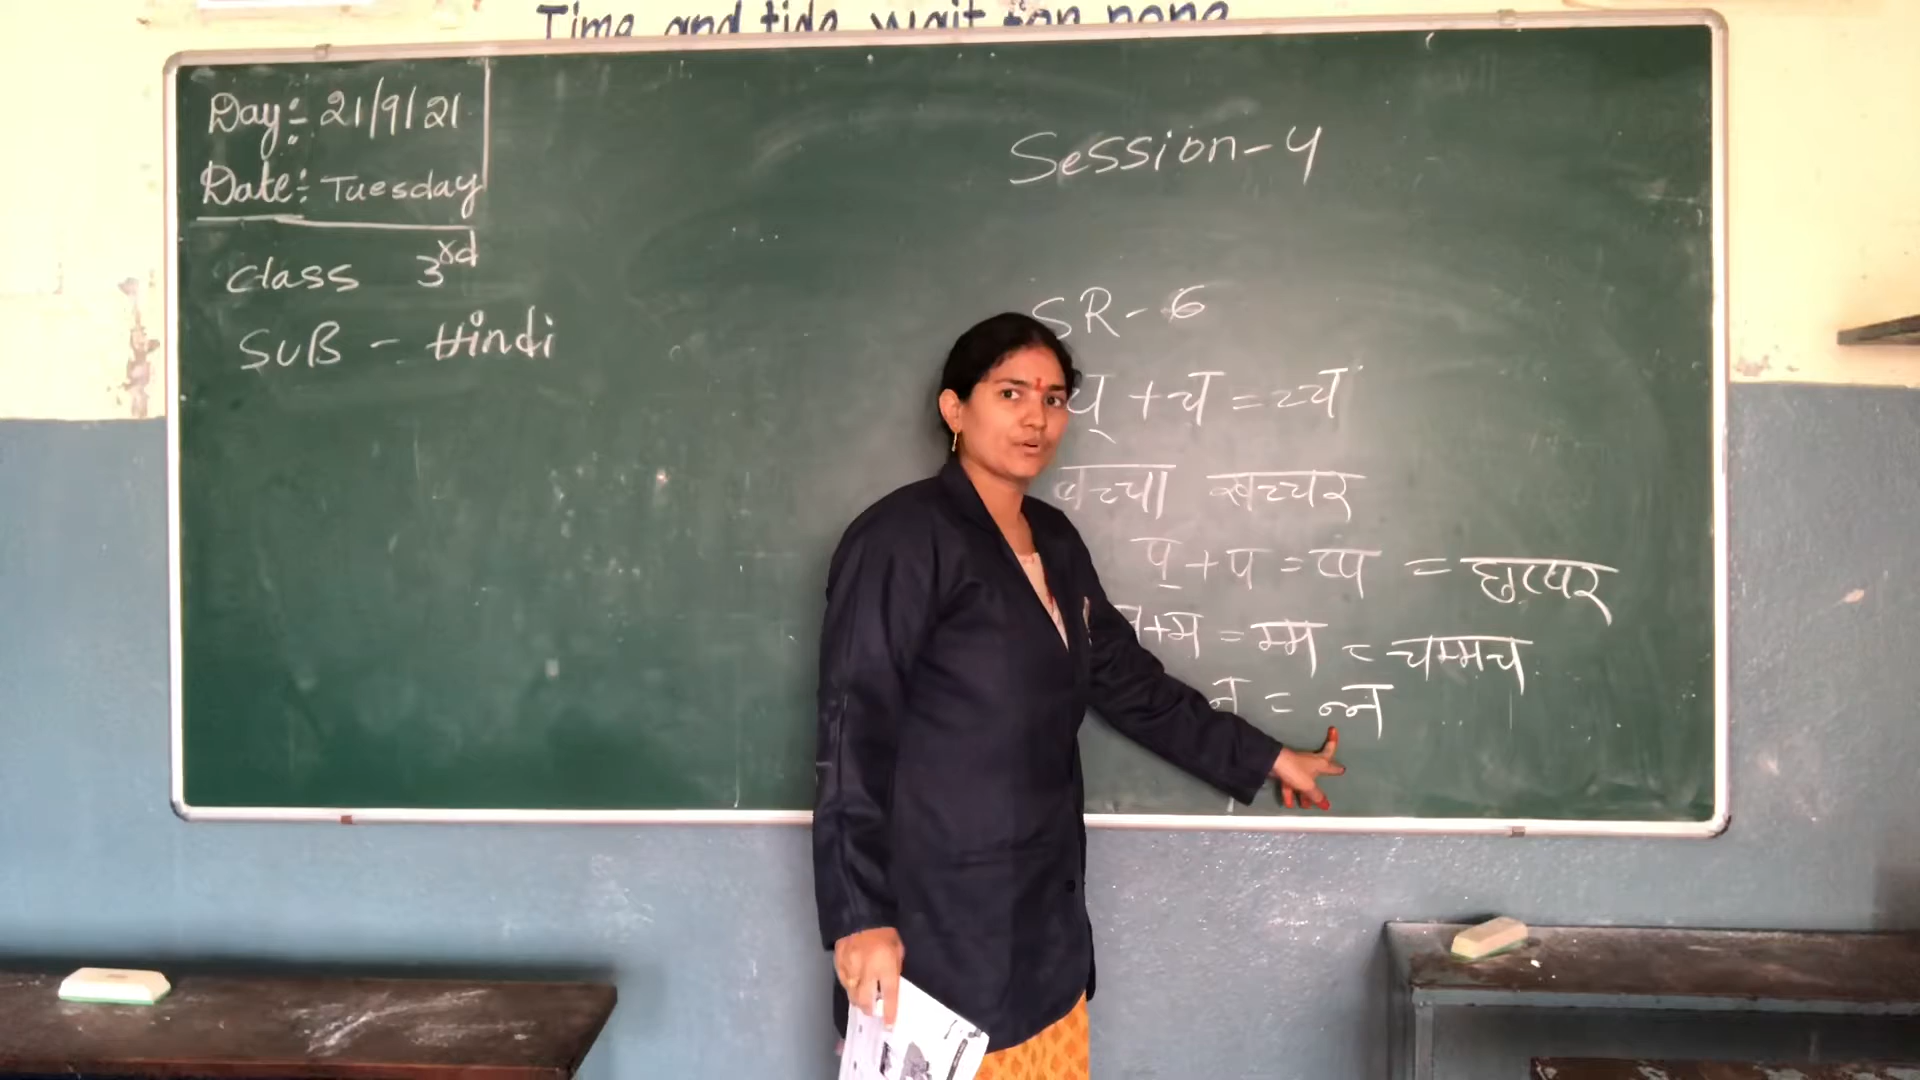 Time and tide wait for none
Day:- 21/9/21
Date:- Tuesday
Class 3rd
SUB - Hindi
Session-4
SR-6
च् + च = च्च
बच्चा खच्चर
प् + प = प्प = छप्पर
+म = म्म = चम्मच
न = न्न